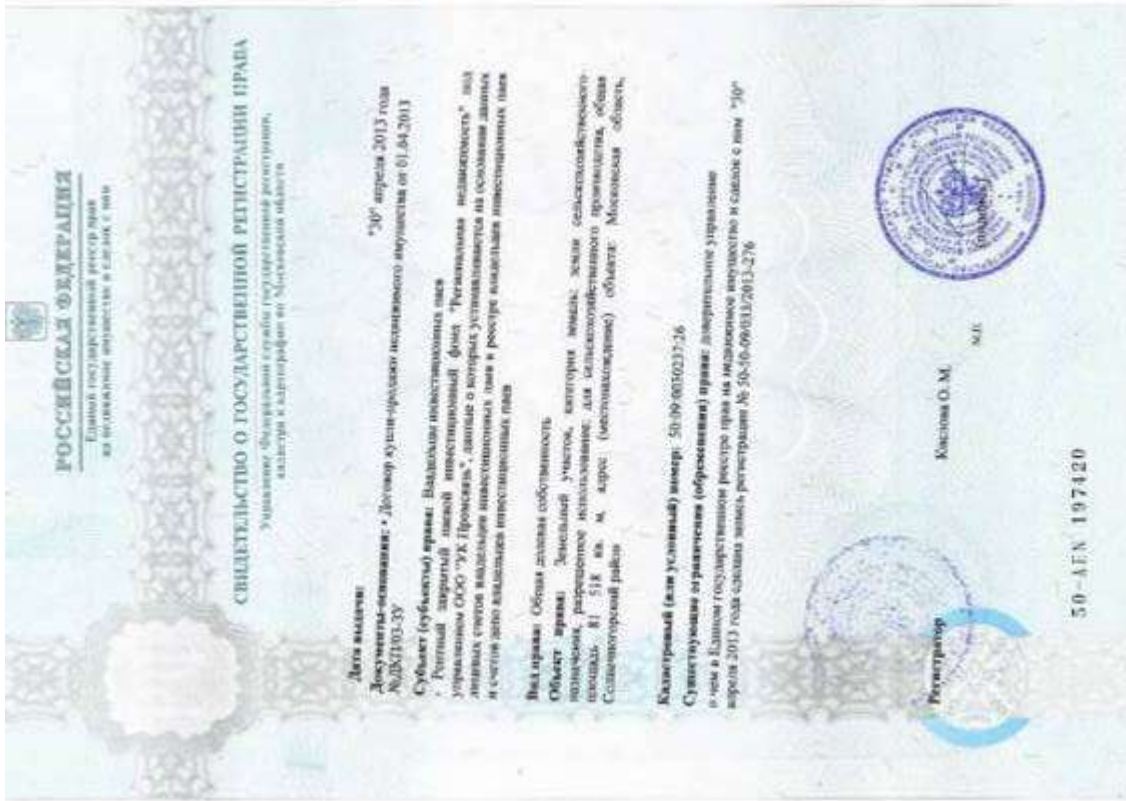 РОССИЙСКАЯ ФЕДЕРАЦИЯ
Единый государственный реестр прав
на недвижимое имущество и сделок с ним
СВИДЕТЕЛЬСТВО О ГОСУДАРСТВЕННОЙ РЕГИСТРАЦИИ ПРАВА
Управление Федеральной службы государственной регистрации,
кадастра и картографии по Московской области
Дата выдачи: "30" апреля 2013 года
Документы-основания: • Договор купли-продажи недвижимого имущества от 01.04.2013
№ДКП/03-ЗУ
Субъект (субъекты) права: Владельцы инвестиционных паев
• Рентный закрытый паевой инвестиционный фонд "Региональная недвижимость" под
управлением ООО "УК Промсвязь", данные о которых устанавливаются на основании данных
лицевых счетов владельцев инвестиционных паев в реестре владельцев инвестиционных паев
и счетов депо владельцев инвестиционных паев
Вид права: Общая долевая собственность
Объект права: Земельный участок, категория земель: земли сельскохозяйственного
назначения, разрешенное использование: для сельскохозяйственного производства, общая
площадь 81 518 кв. м, адрес (местонахождение) объекта: Московская область,
Солнечногорский район
Кадастровый (или условный) номер: 50:09:0050237:26
Существующие ограничения (обременения) права: доверительное управление
о чем в Едином государственном реестре прав на недвижимое имущество и сделок с ним "30"
апреля 2013 года сделана запись регистрации № 50-50-09/033/2013-276
Регистратор Кислова О. М.
М.П.
50-АЕN 197420